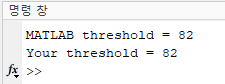 명령 창
MATLAB threshold = 82
Your threshold = 82
fx >>